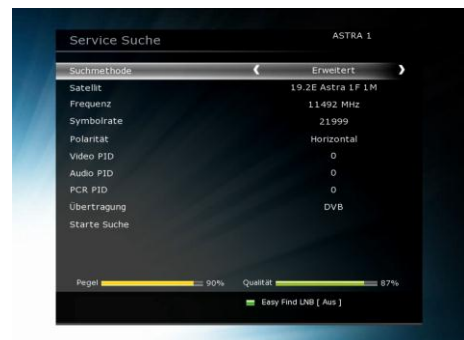 Service Suche ASTRA 1
Suchmethode Erweitert
Satellit 19.2E Astra 1F 1M
Frequenz 11492 MHz
Symbolrate 21999
Polarität Horizontal
Video PID 0
Audio PID 0
PCR PID 0
Übertragung DVB
Starte Suche
Pegel 90% Qualität 87%
Easy Find LNB [ Aus ]